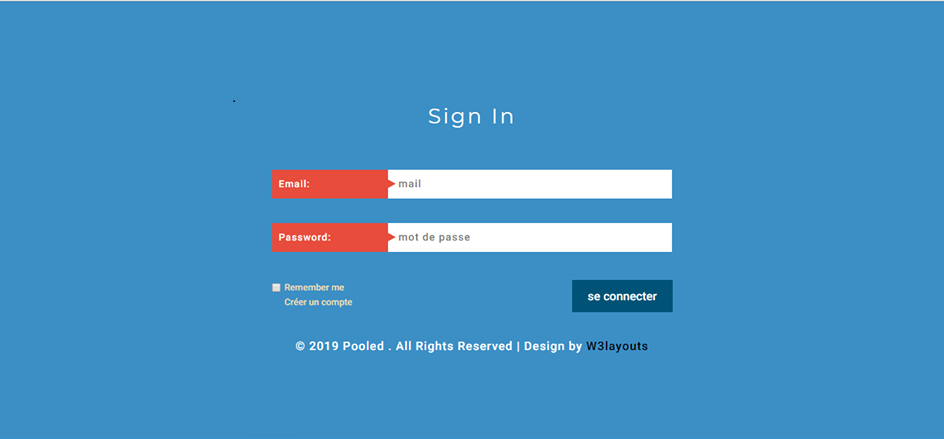 Sign In
Email: mail
Password: mot de passe
Remember me
Créer un compte
se connecter
© 2019 Pooled . All Rights Reserved | Design by W3layouts